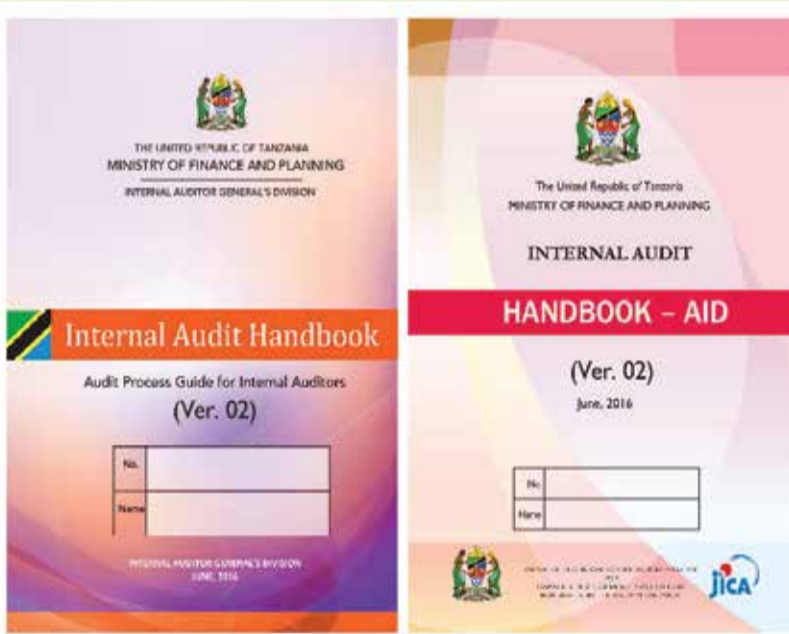 THE UNITED REPUBLIC OF TANZANIA
MINISTRY OF FINANCE AND PLANNING
INTERNAL AUDITOR GENERAL'S DIVISION
Internal Audit Handbook
Audit Process Guide for Internal Auditors
(Ver. 02)
No.
Name
INTERNAL AUDITOR GENERAL'S DIVISION
JUNE, 2016
The United Republic of Tanzania
MINISTRY OF FINANCE AND PLANNING
INTERNAL AUDIT
HANDBOOK – AID
(Ver. 02)
June, 2016
No
Name
JICA